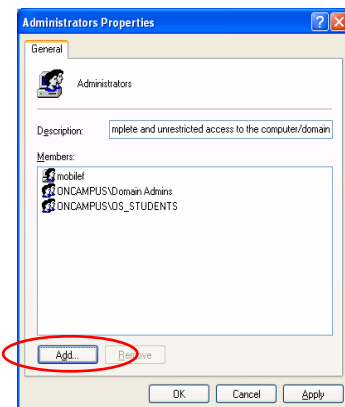 Administrators Properties
General
Administrators
Description: mplete and unrestricted access to the computer/domain
Members:
mobilef
ONCAMPUS\Domain Admins
ONCAMPUS\OS_STUDENTS
Add... Remove
OK Cancel Apply